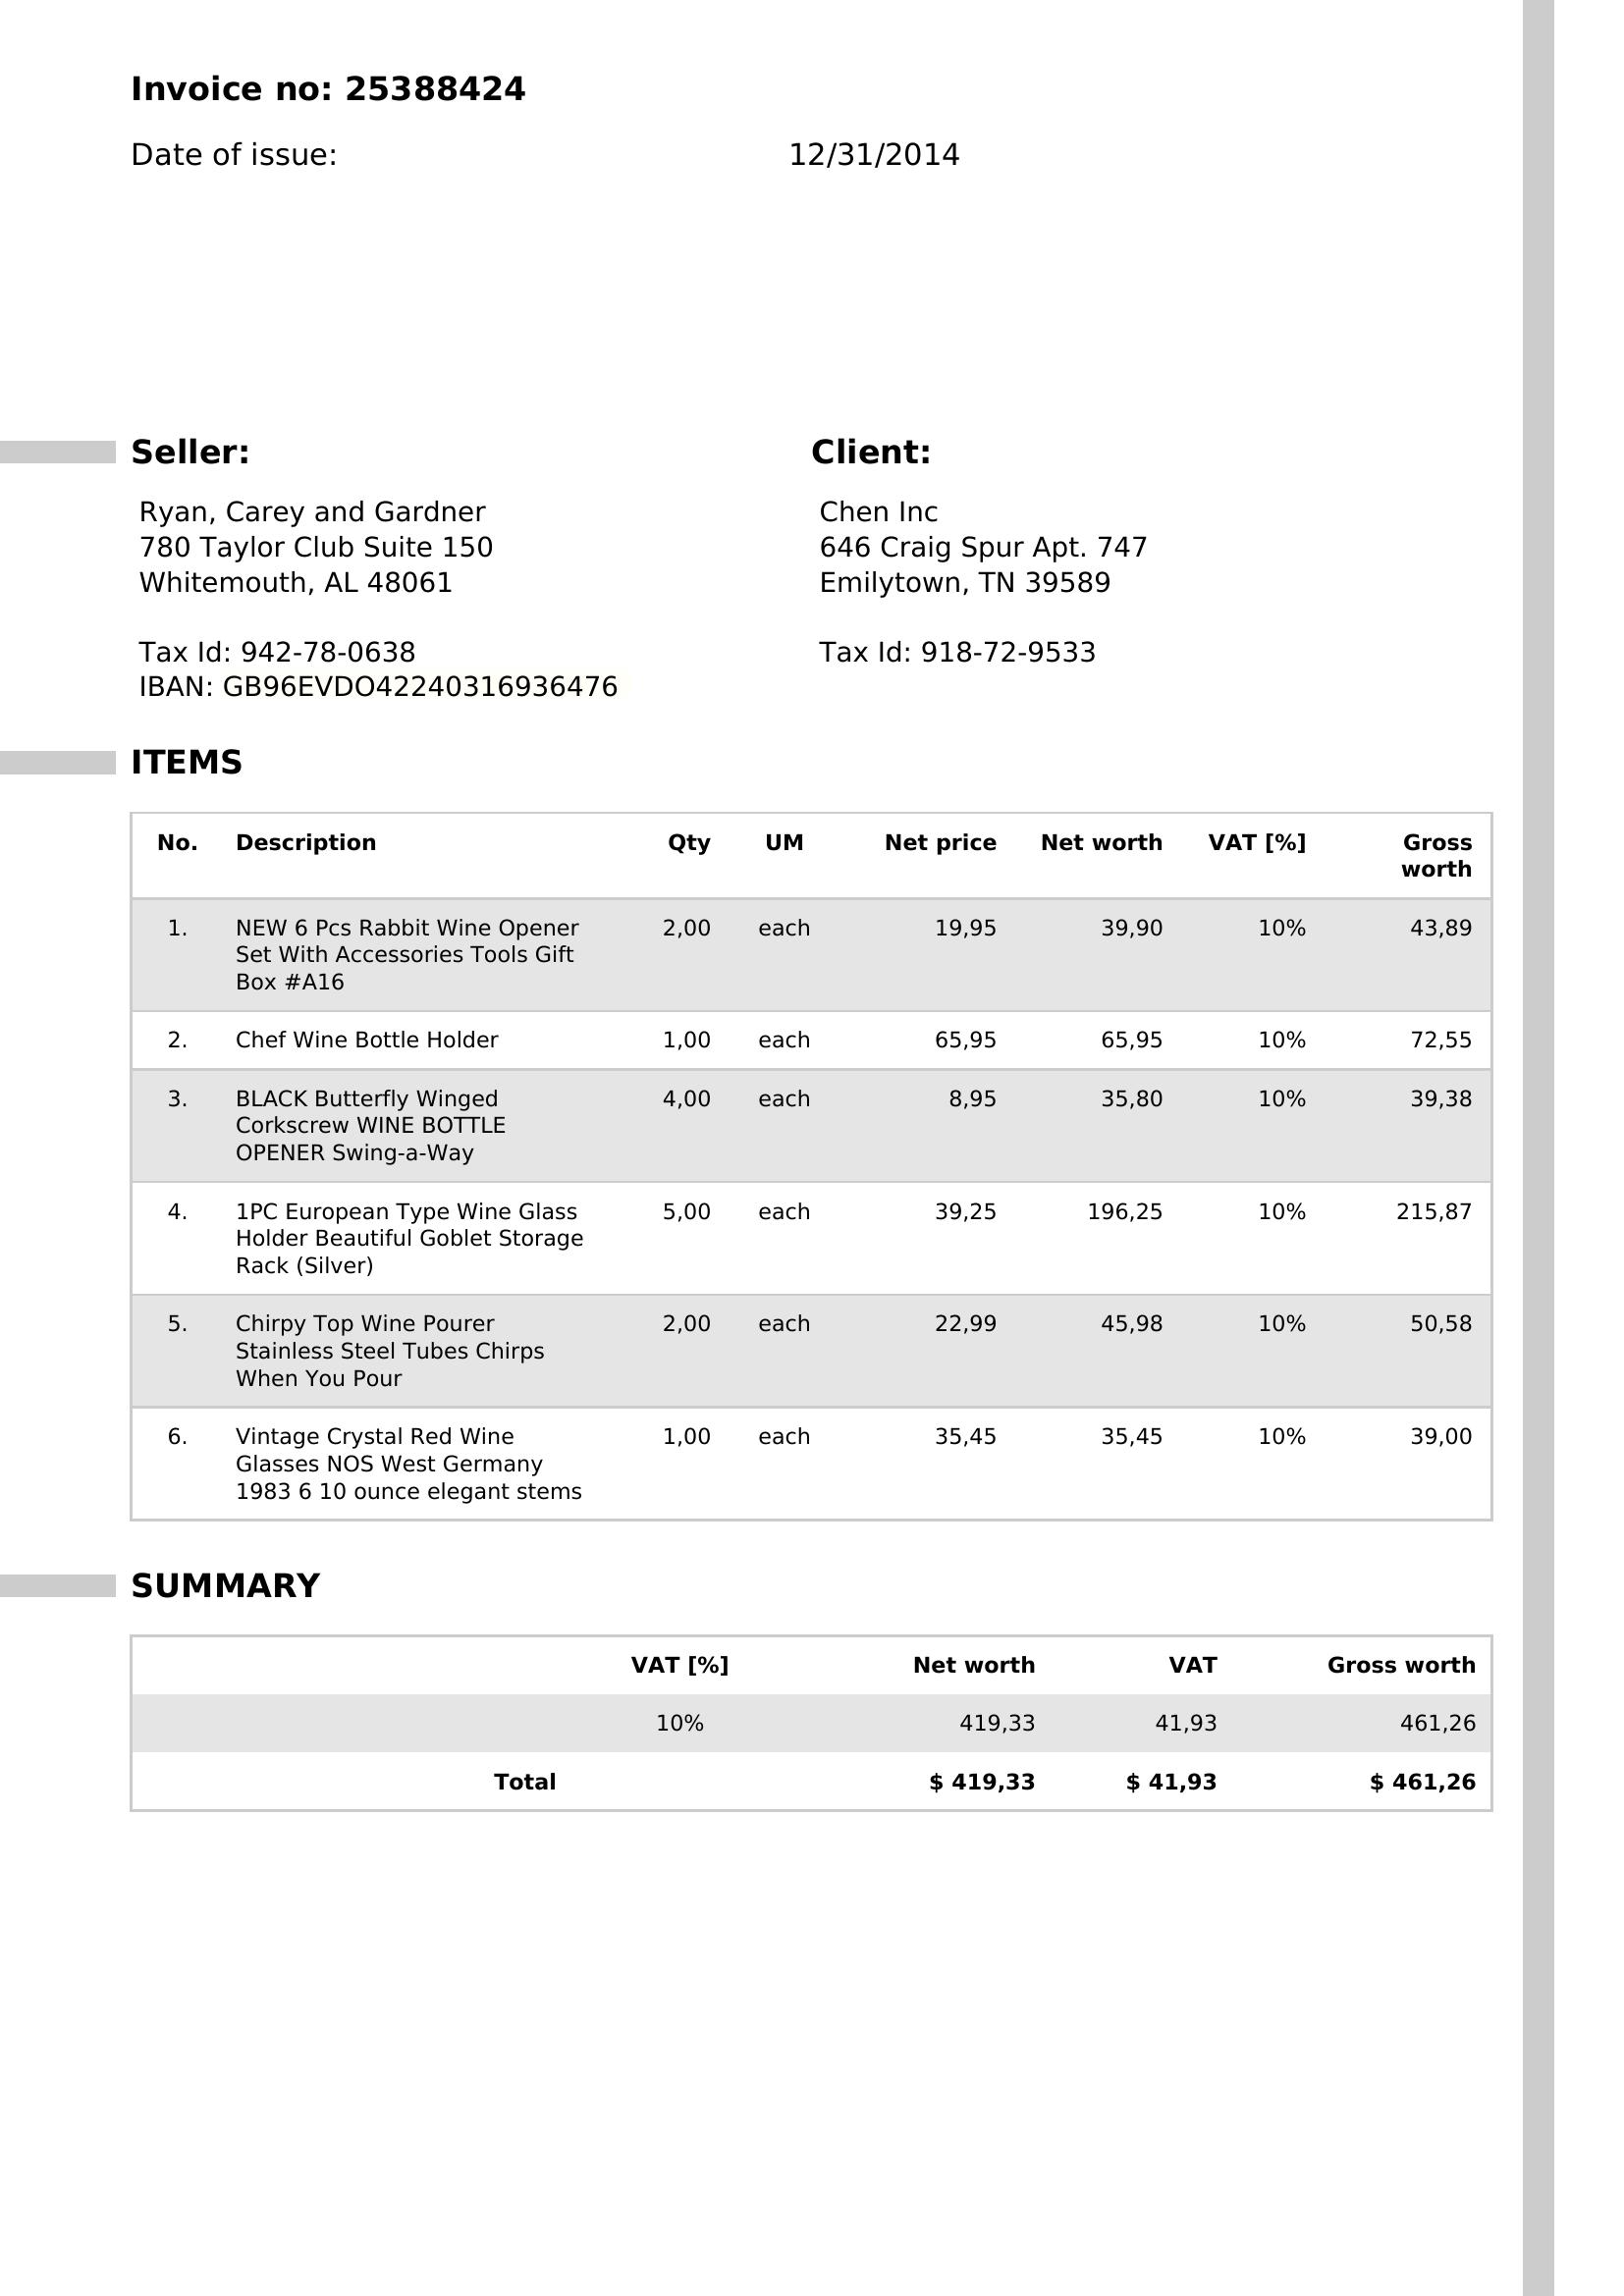 Invoice no: 25388424
Date of issue: 12/31/2014
Seller:
Ryan, Carey and Gardner
780 Taylor Club Suite 150
Whitemouth, AL 48061
Tax Id: 942-78-0638
IBAN: GB96EVDO42240316936476
Client:
Chen Inc
646 Craig Spur Apt. 747
Emilytown, TN 39589
Tax Id: 918-72-9533
ITEMS
No. Description Qty UM Net price Net worth VAT [%] Gross
worth
1. NEW 6 Pcs Rabbit Wine Opener 2,00 each 19,95 39,90 10% 43,89
Set With Accessories Tools Gift
Box #A16
2. Chef Wine Bottle Holder 1,00 each 65,95 65,95 10% 72,55
3. BLACK Butterfly Winged 4,00 each 8,95 35,80 10% 39,38
Corkscrew WINE BOTTLE
OPENER Swing-a-Way
4. 1PC European Type Wine Glass 5,00 each 39,25 196,25 10% 215,87
Holder Beautiful Goblet Storage
Rack (Silver)
5. Chirpy Top Wine Pourer 2,00 each 22,99 45,98 10% 50,58
Stainless Steel Tubes Chirps
When You Pour
6. Vintage Crystal Red Wine 1,00 each 35,45 35,45 10% 39,00
Glasses NOS West Germany
1983 6 10 ounce elegant stems
SUMMARY
VAT [%] Net worth VAT Gross worth
10% 419,33 41,93 461,26
Total $ 419,33 $ 41,93 $ 461,26